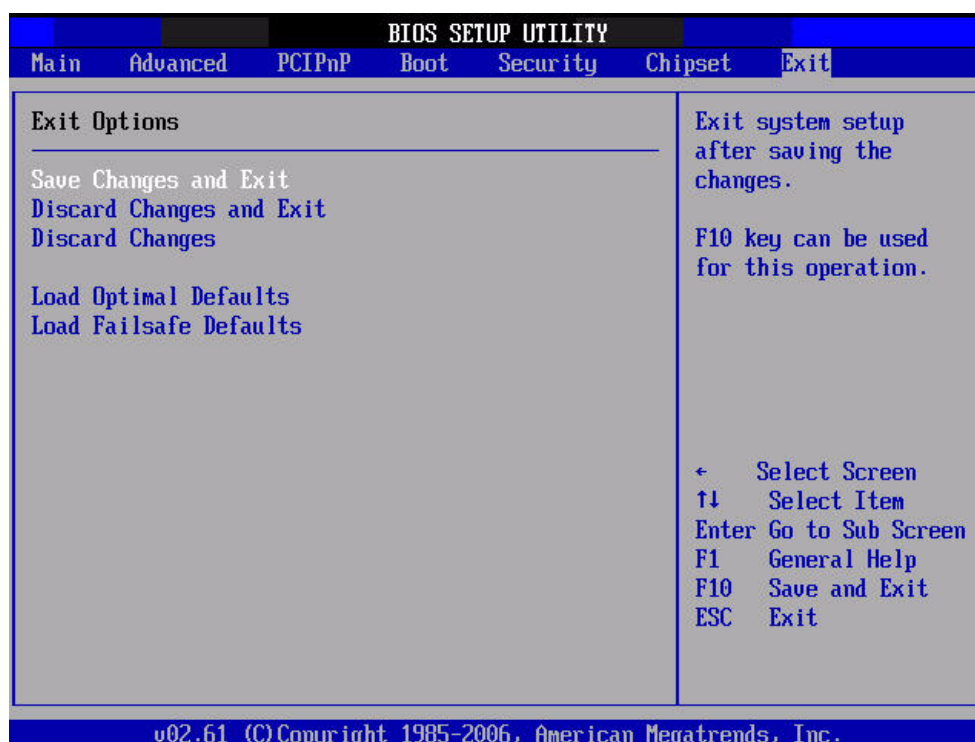 BIOS SETUP UTILITY
Main Advanced PCIPnP Boot Security Chipset Exit
Exit Options
Save Changes and Exit
Discard Changes and Exit
Discard Changes
Load Optimal Defaults
Load Failsafe Defaults
Exit system setup
after saving the
changes.
F10 key can be used
for this operation.
← Select Screen
↑↓ Select Item
Enter Go to Sub Screen
F1 General Help
F10 Save and Exit
ESC Exit
v02.61 (C)Copyright 1985-2006, American Megatrends, Inc.